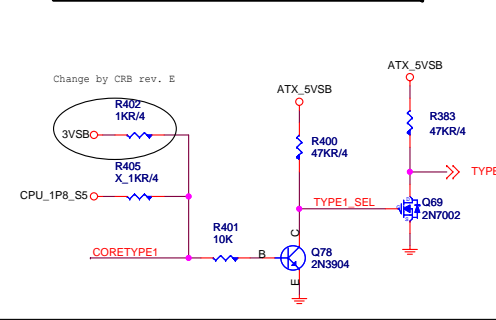 Change by CRB rev. E
R402
1KR/4
3VSB
R405
X_1KR/4
CPU_1P8_S5
CORETYPE1
R401
10K
B
C
E
Q78
2N3904
ATX_5VSB
R400
47KR/4
TYPE1_SEL
ATX_5VSB
R383
47KR/4
TYPE
Q69
2N7002